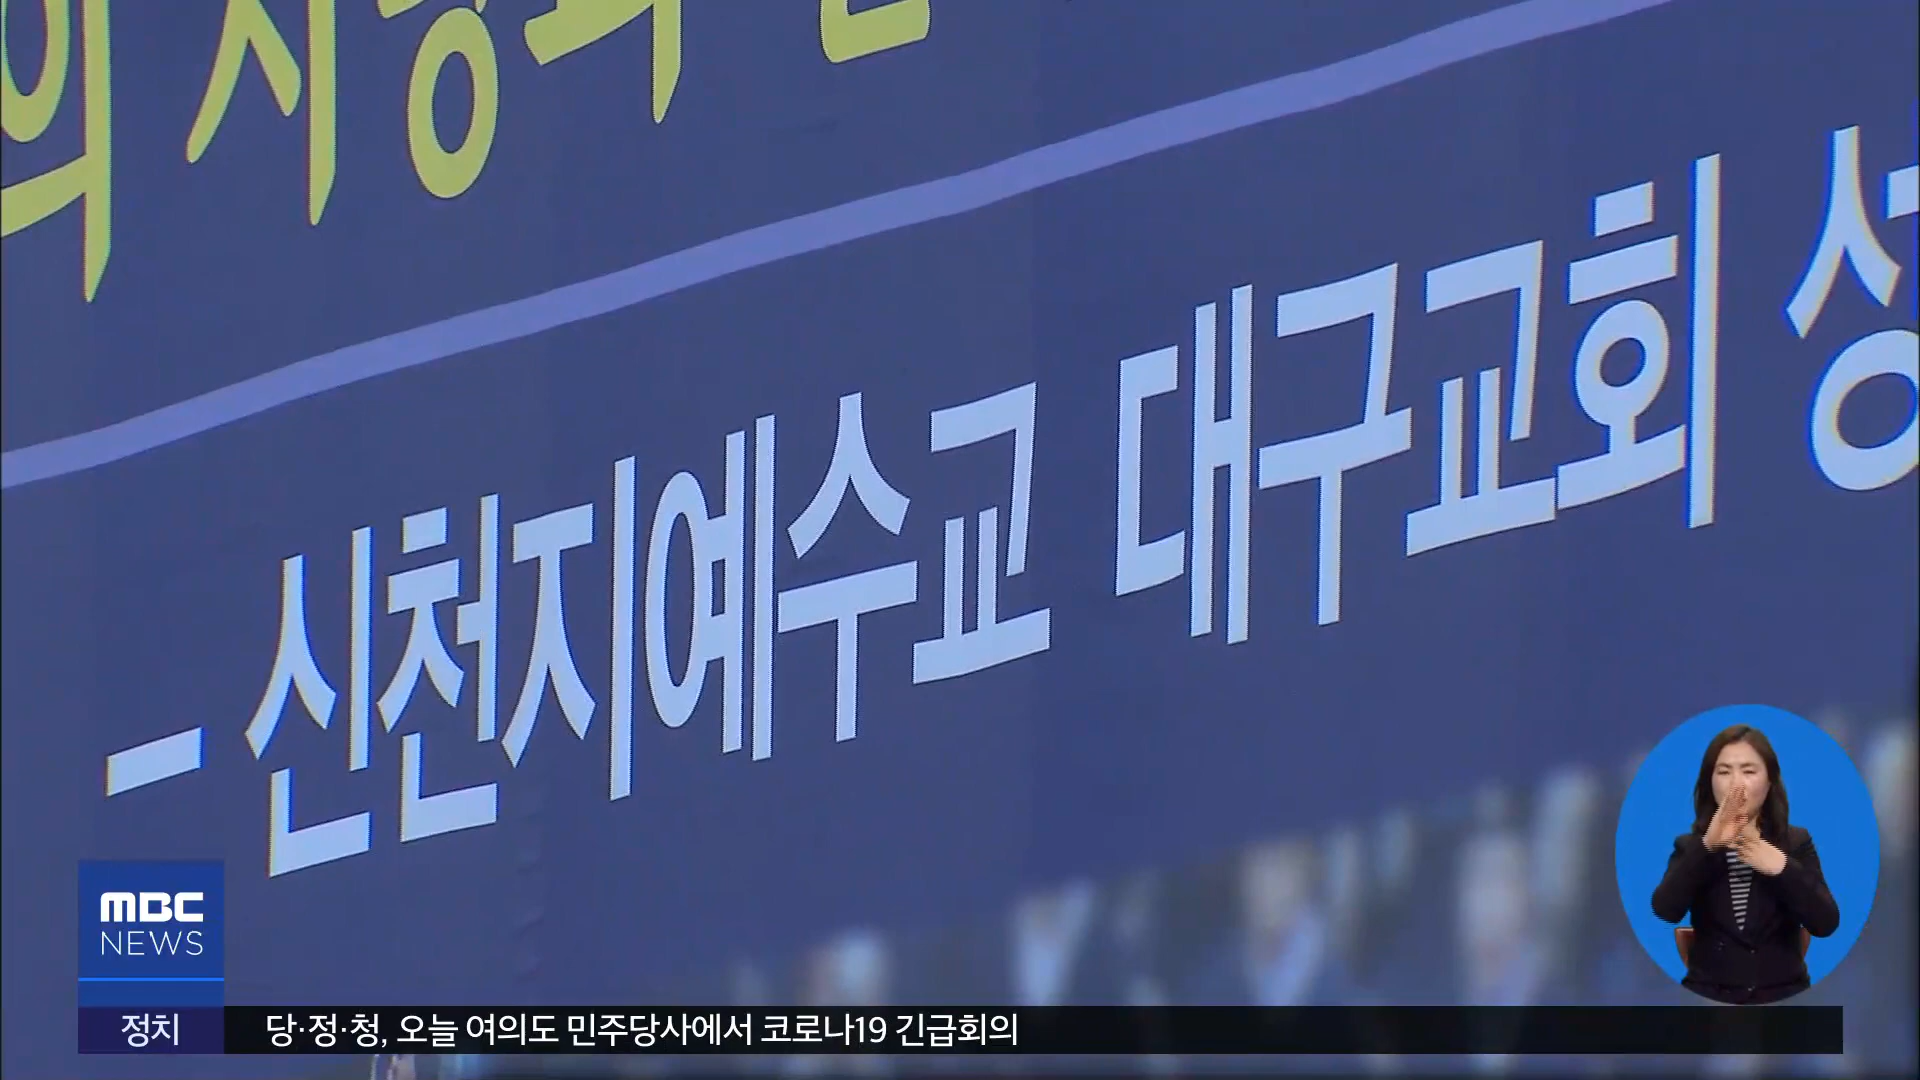 - 신천지예수교 대구교회 성
MBC
NEWS
정치
당·정·청, 오늘 여의도 민주당사에서 코로나19 긴급회의